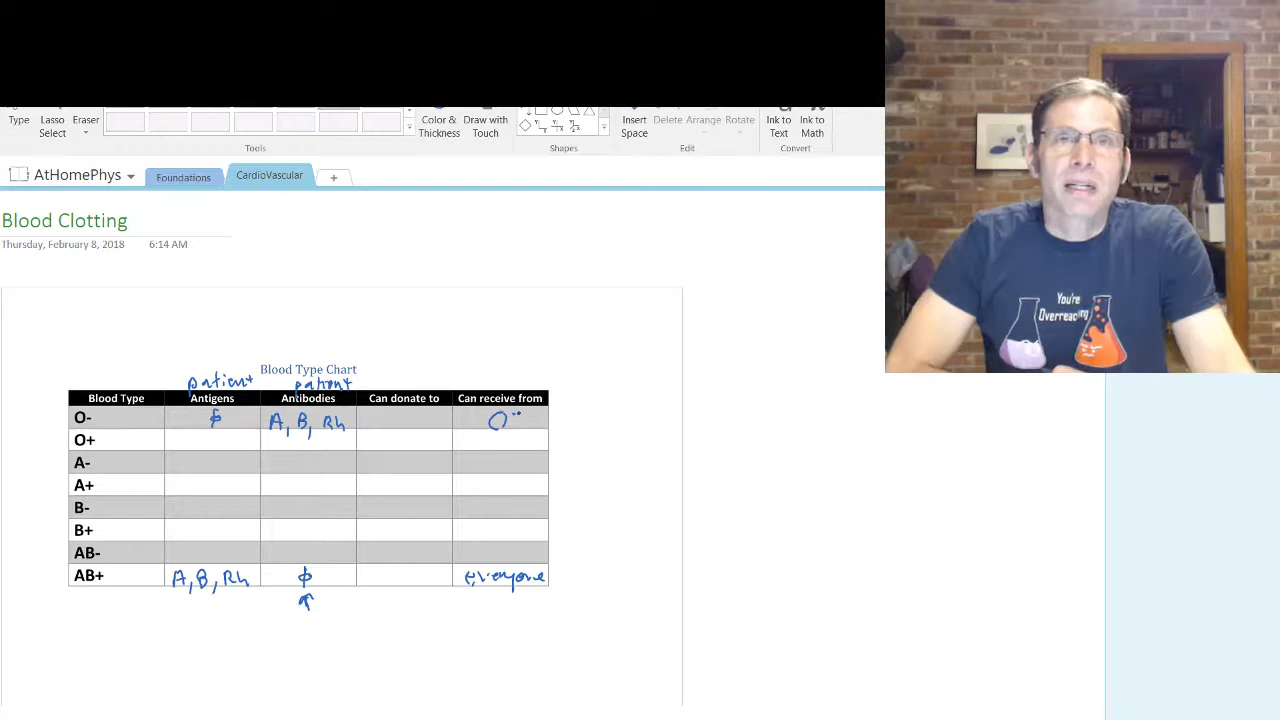 Type
Lasso Select
Eraser
Color & Thickness
Draw with Touch
Insert Space
Delete
Arrange
Rotate
Ink to Text
Ink to Math
Tools
Shapes
Edit
Convert
AtHomePhys
Foundations
CardioVascular
+
Blood Clotting
Thursday, February 8, 2018 6:14 AM
You're Overreacting
Blood Type Chart
patient patient
Blood Type Antigens Antibodies Can donate to Can receive from
O- ϕ A, B, Rh O-
O+
A-
A+
B-
B+
AB-
AB+ A, B, Rh ϕ everyone